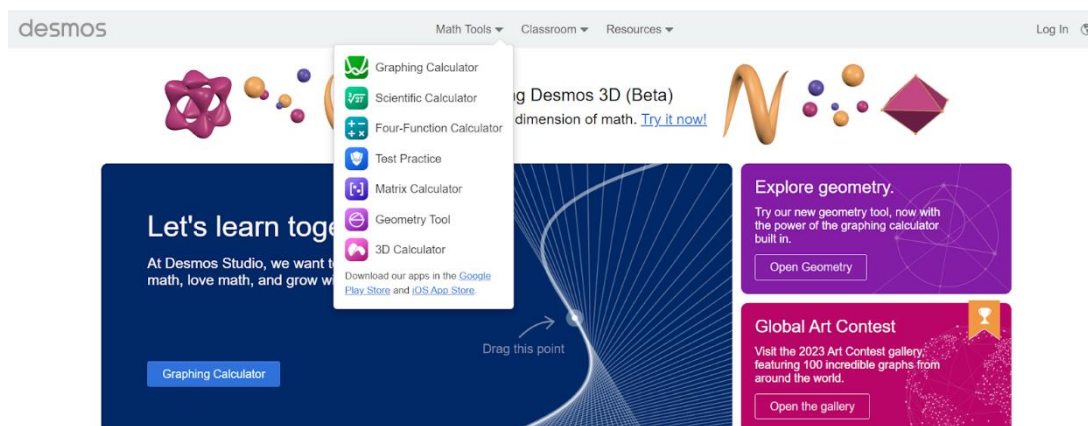 desmos
Math Tools
Classroom
Resources
Log In
Graphing Calculator
Scientific Calculator
Four-Function Calculator
Test Practice
Matrix Calculator
Geometry Tool
3D Calculator
Download our apps in the Google
Play Store and iOS App Store.
Desmos 3D (Beta)
dimension of math. Try it now!
Let's learn
At Desmos Studio, we want
math, love math, and grow
Graphing Calculator
Drag this point
Explore geometry.
Try our new geometry tool, now with
the power of the graphing calculator
built in.
Open Geometry
Global Art Contest
Visit the 2023 Art Contest gallery,
featuring 100 incredible graphs from
around the world.
Open the gallery